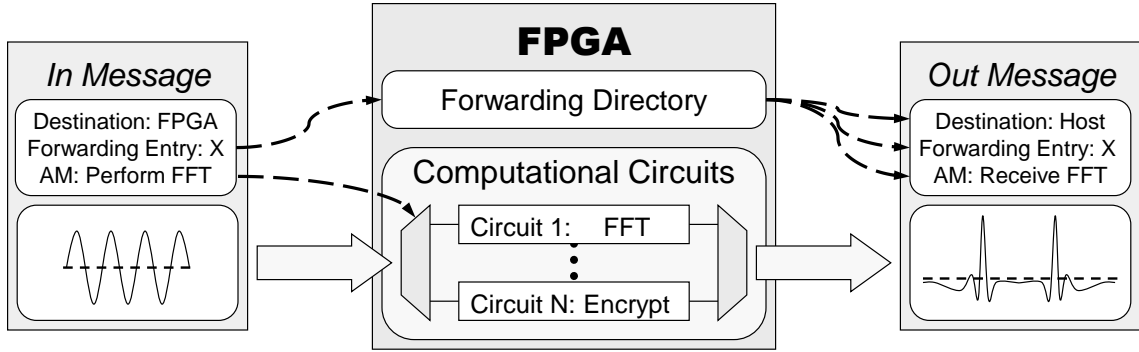 In Message
Destination: FPGA
Forwarding Entry: X
AM: Perform FFT
FPGA
Forwarding Directory
Computational Circuits
Circuit 1: FFT
Circuit N: Encrypt
Out Message
Destination: Host
Forwarding Entry: X
AM: Receive FFT